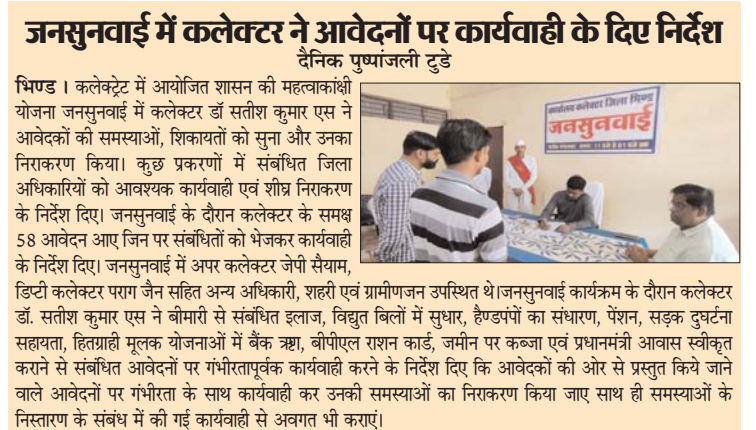 जनसुनवाई में कलेक्टर ने आवेदनों पर कार्यवाही के दिए निर्देश
दैनिक पुष्पांजली टुडे
भिण्ड । कलेक्ट्रेट में आयोजित शासन की महत्वाकांक्षी
योजना जनसुनवाई में कलेक्टर डॉ सतीश कुमार एस ने
आवेदकों की समस्याओं, शिकायतों को सुना और उनका
निराकरण किया। कुछ प्रकरणों में संबंधित जिला
अधिकारियों को आवश्यक कार्यवाही एवं शीघ्र निराकरण
के निर्देश दिए। जनसुनवाई के दौरान कलेक्टर के समक्ष
58 आवेदन आए जिन पर संबंधितों को भेजकर कार्यवाही
के निर्देश दिए। जनसुनवाई में अपर कलेक्टर जेपी सैयाम,
डिप्टी कलेक्टर पराग जैन सहित अन्य अधिकारी, शहरी एवं ग्रामीणजन उपस्थित थे।जनसुनवाई कार्यक्रम के दौरान कलेक्टर
डॉ. सतीश कुमार एस ने बीमारी से संबंधित इलाज, विद्युत बिलों में सुधार, हैण्डपंपों का संधारण, पेंशन, सड़क दुघर्टना
सहायता, हितग्राही मूलक योजनाओं में बैंक ऋण, बीपीएल राशन कार्ड, जमीन पर कब्जा एवं प्रधानमंत्री आवास स्वीकृत
कराने से संबंधित आवेदनों पर गंभीरतापूर्वक कार्यवाही करने के निर्देश दिए कि आवेदकों की ओर से प्रस्तुत किये जाने
वाले आवेदनों पर गंभीरता के साथ कार्यवाही कर उनकी समस्याओं का निराकरण किया जाए साथ ही समस्याओं के
निस्तारण के संबंध में की गई कार्यवाही से अवगत भी कराएं।
कार्यालय कलेक्टर जिला भिण्ड
जनसुनवाई